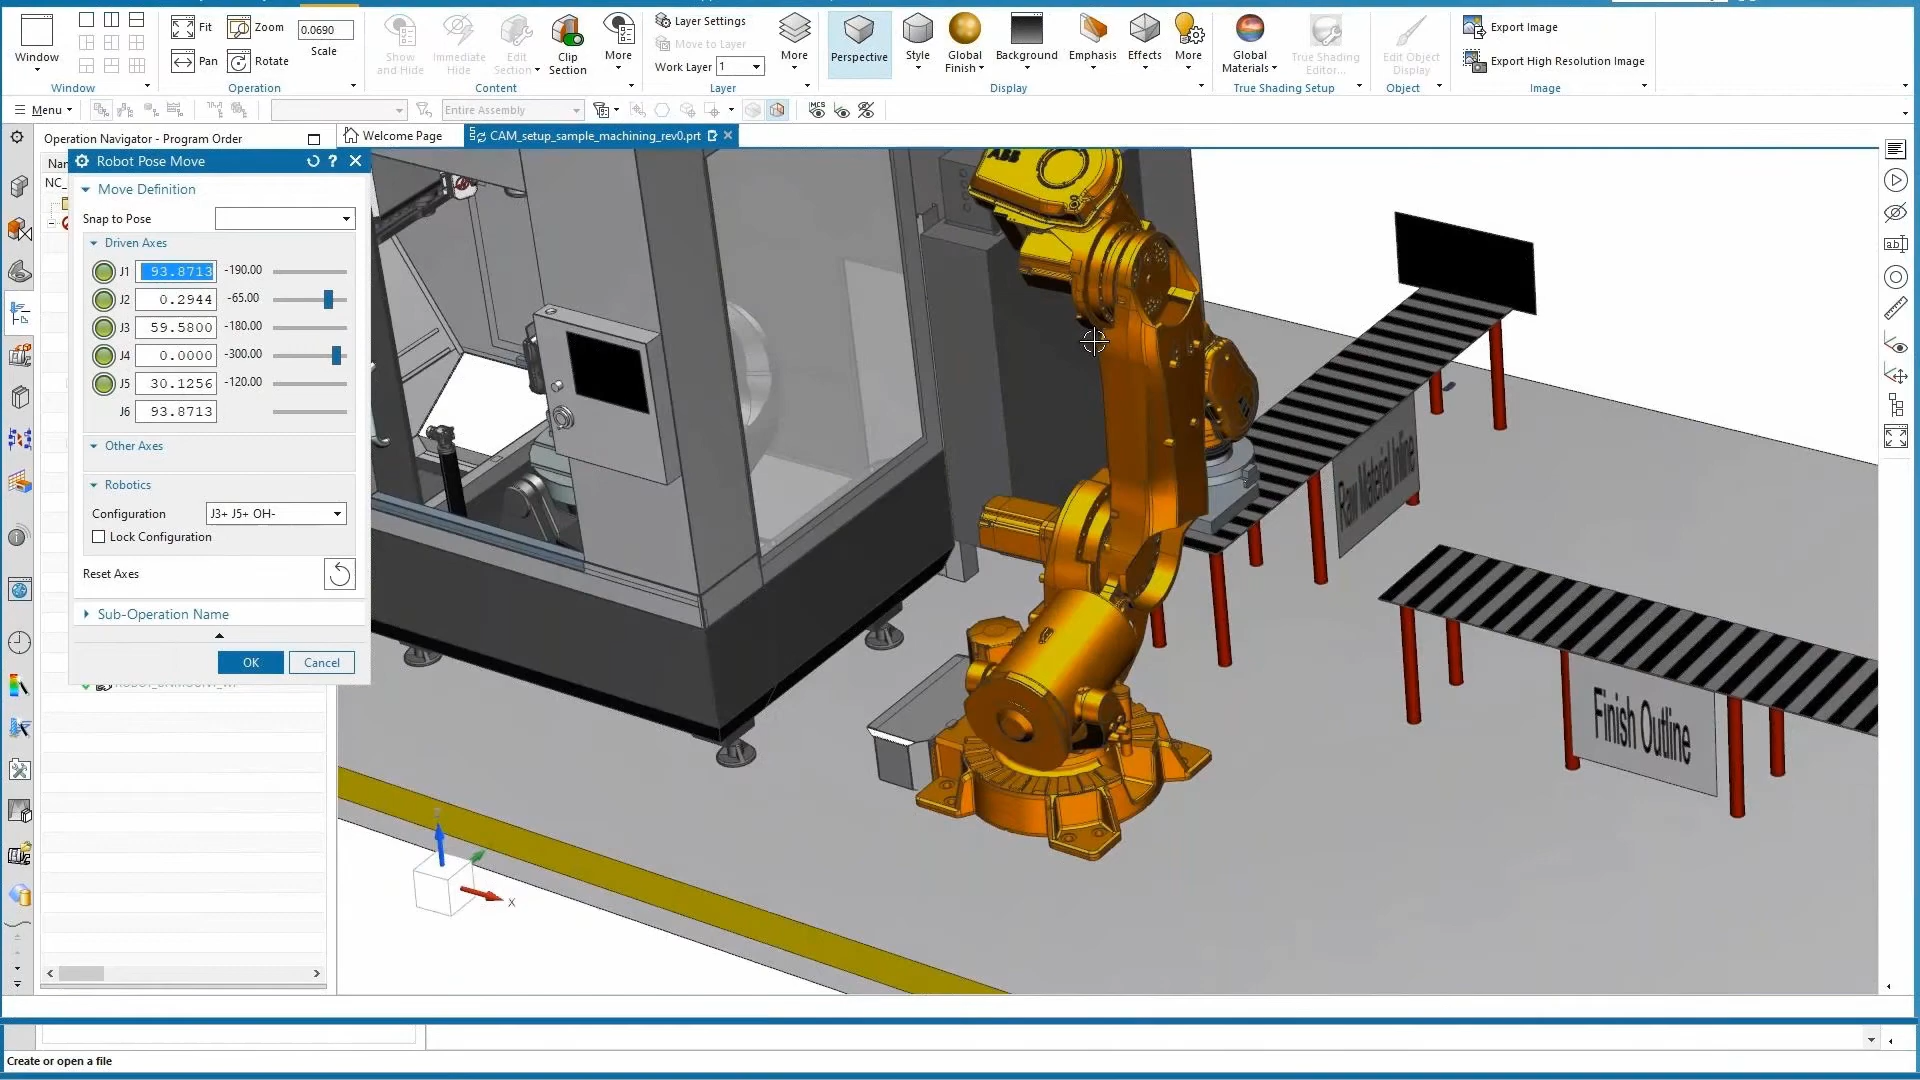 Window
Fit
Pan
Zoom
Rotate
0.0690
Scale
Show and Hide
Immediate Hide
Edit Section
Clip Section
More
Layer Settings
Move to Layer
Work Layer 1
More
Perspective
Style
Global Finish
Background
Emphasis
Effects
More
Global Materials
True Shading Editor...
Edit Object Display
Export Image
Export High Resolution Image
Window
Operation
Content
Layer
Display
True Shading Setup
Object
Image
Menu
Entire Assembly
MCS
Operation Navigator - Program Order
Welcome Page
CAM_setup_sample_machining_rev0.prt
Nar
NC_
Robot Pose Move
?
Move Definition
Snap to Pose
Driven Axes
J1 93.8713 -190.00
J2 0.2944 -65.00
J3 59.5800 -180.00
J4 0.0000 -300.00
J5 30.1256 -120.00
J6 93.8713
Other Axes
Robotics
Configuration J3+ J5+ OH-
Lock Configuration
Reset Axes
Sub-Operation Name
OK
Cancel
ABB
Raw Material Inline
Finish Outline
X
Create or open a file